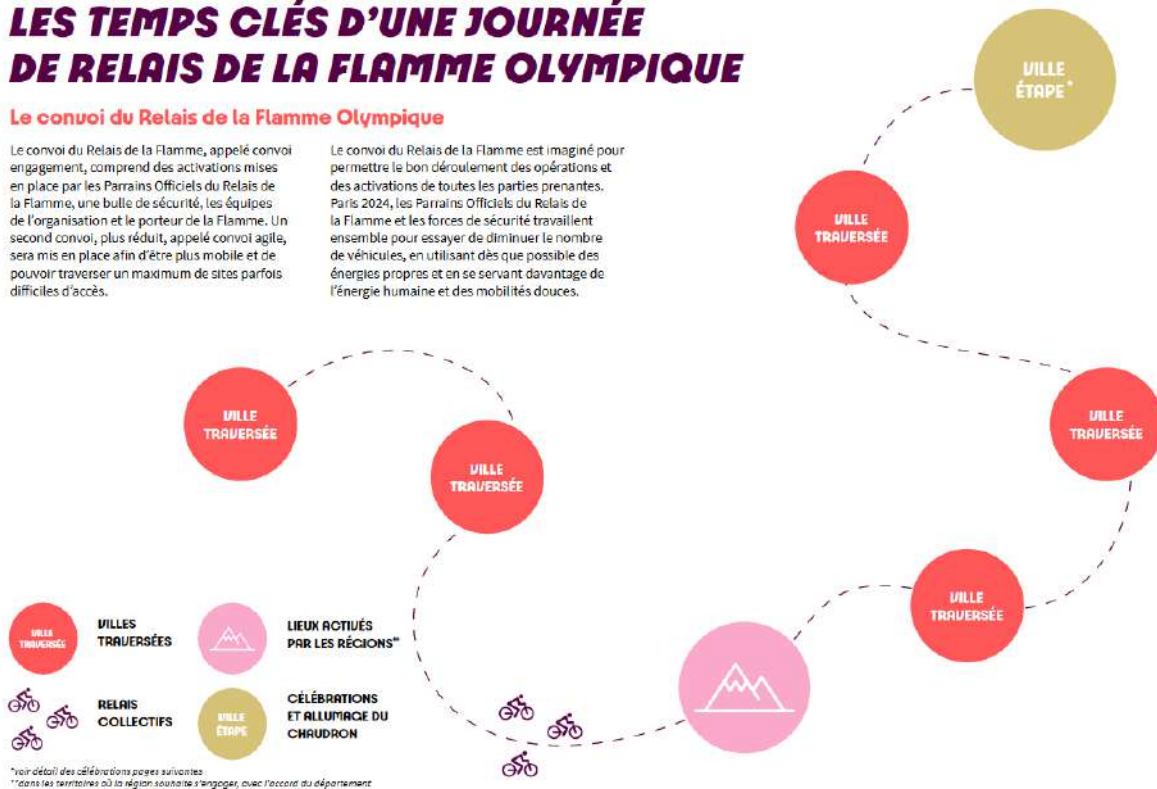 LES TEMPS CLÉS D'UNE JOURNÉE
DE RELAIS DE LA FLAMME OLYMPIQUE
Le convoi du Relais de la Flamme Olympique
Le convoi du Relais de la Flamme, appelé convoi
engagement, comprend des activations mises
en place par les Parrains Officiels du Relais de
la Flamme, une bulle de sécurité, les équipes
de l'organisation et le porteur de la Flamme. Un
second convoi, plus réduit, appelé convoi agile,
sera mis en place afin d'être plus mobile et de
pouvoir traverser un maximum de sites parfois
difficiles d'accès.
Le convoi du Relais de la Flamme est imaginé pour
permettre le bon déroulement des opérations et
des activations de toutes les parties prenantes.
Paris 2024, les Parrains Officiels du Relais de
la Flamme et les forces de sécurité travaillent
ensemble pour essayer de diminuer le nombre
de véhicules, en utilisant dès que possible des
énergies propres et en se servant davantage de
l'énergie humaine et des mobilités douces.
VILLE
ÉTAPE*
VILLE
TRAVERSÉE
VILLE
TRAVERSÉE
VILLE
TRAVERSÉE
VILLE
TRAVERSÉE
VILLE
TRAVERSÉE
VILLE
TRAVERSÉE
VILLES
TRAVERSÉES
LIEUX ACTIVÉS
PAR LES RÉGIONS**
RELAIS
COLLECTIFS
VILLE
ÉTAPE
CÉLÉBRATIONS
ET ALLUMAGE DU
CHAUDRON
*voir détail des célébrations pages suivantes
**dans les territoires où la région souhaite s'engager, avec l'accord du département